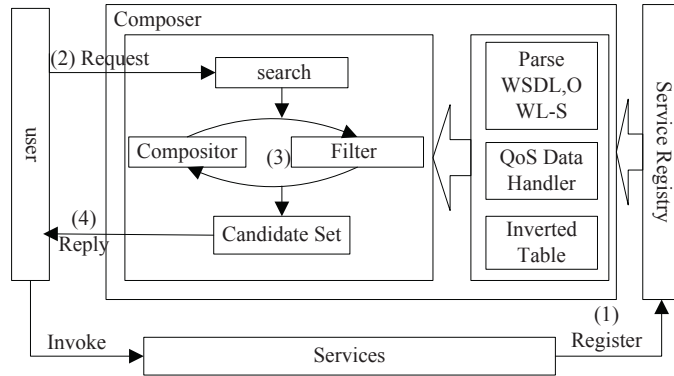 Composer
user
(2) Request
search
Compositor
(3)
Filter
Candidate Set
(4)
Reply
Parse
WSDL,O
WL-S
QoS Data
Handler
Inverted
Table
Service Registry
(1)
Register
Invoke
Services